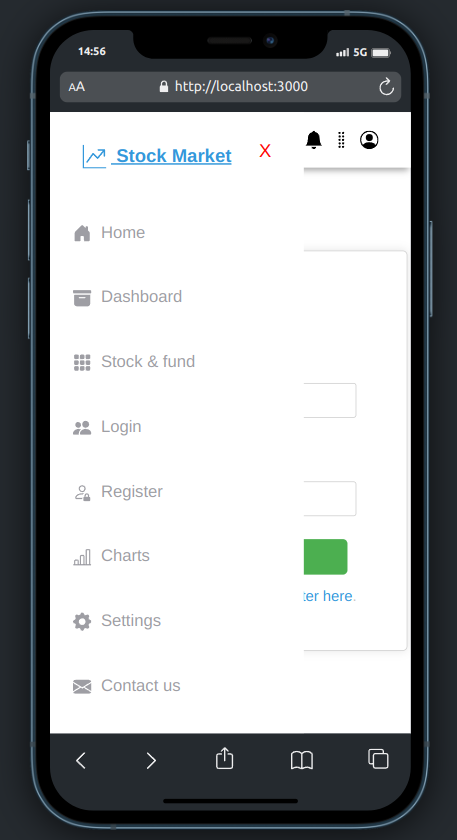 14:56
5G
AA
http://localhost:3000
Stock Market
X
Home
Dashboard
Stock & fund
Login
Register
ter here.
Charts
Settings
Contact us